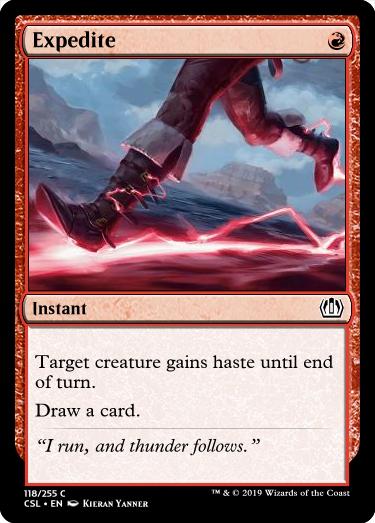 Expedite
Instant
Target creature gains haste until end
of turn.
Draw a card.
“I run, and thunder follows.”
118/255 C
CSL • EN Kieran Yanner
™ & © 2019 Wizards of the Coast